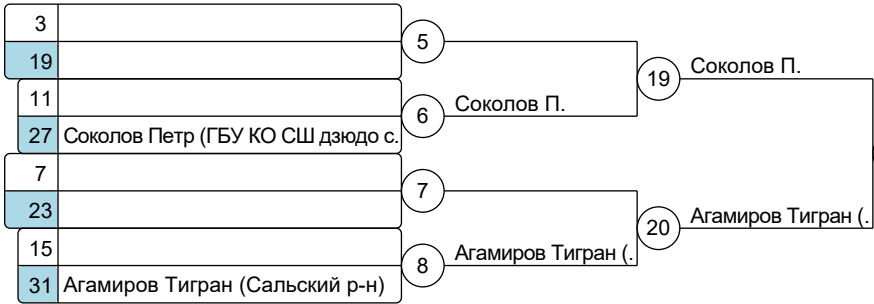 3
19
5
Соколов П.
19
11
27 Соколов Петр (ГБУ КО СШ дзюдо с.
6
Соколов П.
7
23
7
Агамиров Тигран (.
20
15
31 Агамиров Тигран (Сальский р-н)
8
Агамиров Тигран (.